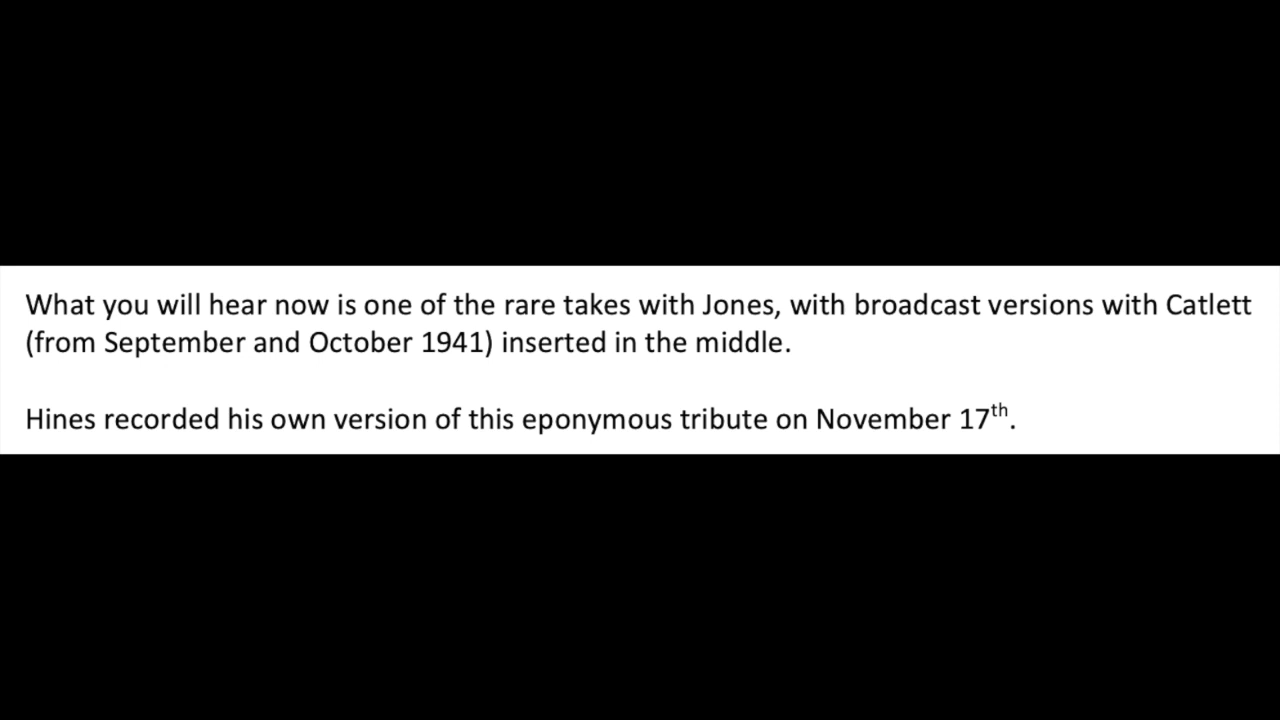 What you will hear now is one of the rare takes with Jones, with broadcast versions with Catlett
(from September and October 1941) inserted in the middle.
Hines recorded his own version of this eponymous tribute on November 17th.